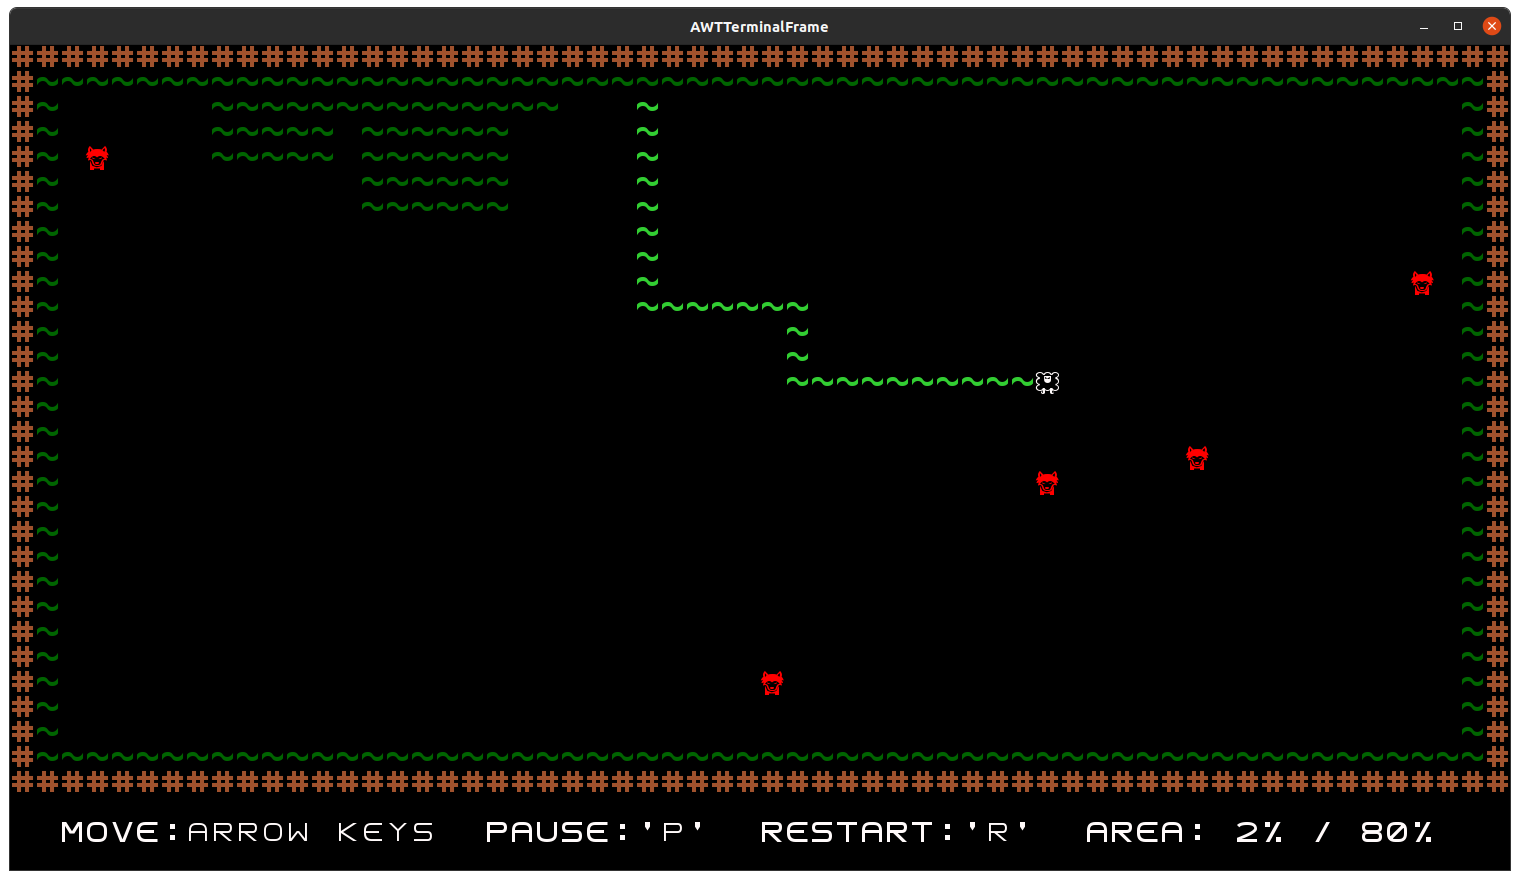 AWTTerminalFrame
MOVE:ARROW KEYS PAUSE:'P' RESTART:'R' AREA: 2% / 80%